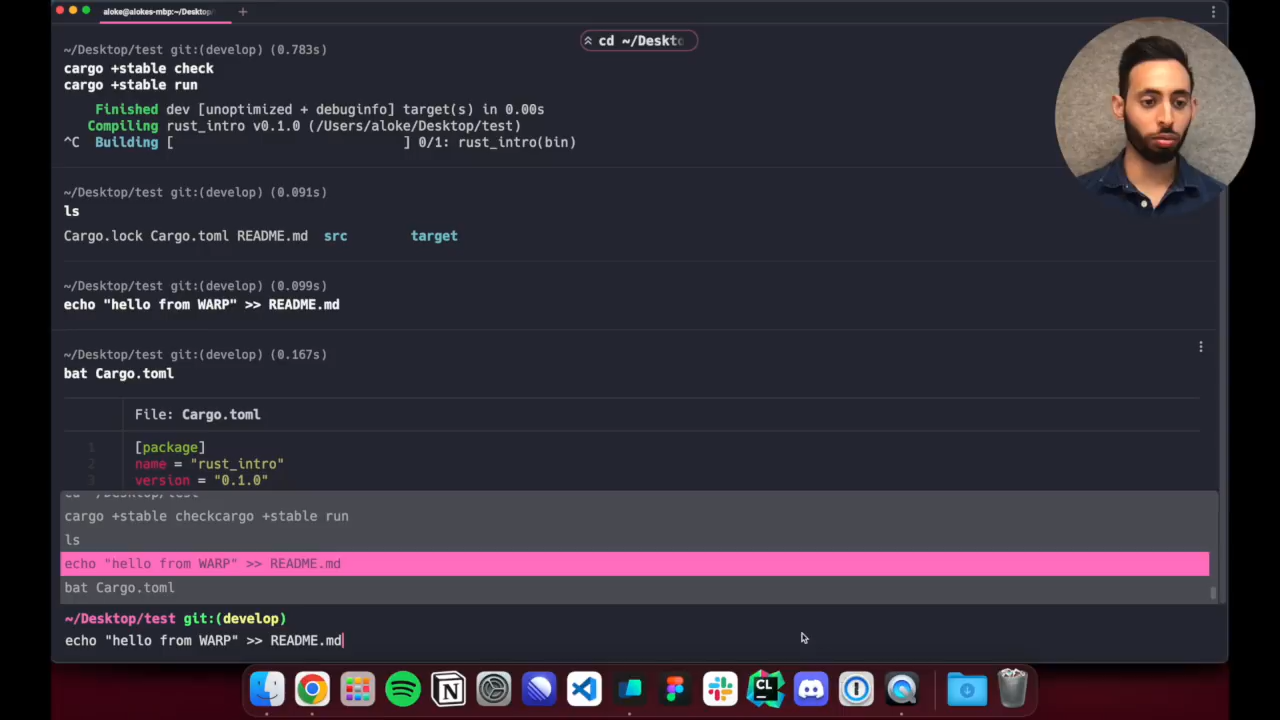 aloke@alokes-mbp:~/Desktop/
~/Desktop/test git:(develop) (0.783s)
cd ~/Deskto
cargo +stable check
cargo +stable run
Finished dev [unoptimized + debuginfo] target(s) in 0.00s
Compiling rust_intro v0.1.0 (/Users/aloke/Desktop/test)
^C Building [ ] 0/1: rust_intro(bin)
~/Desktop/test git:(develop) (0.091s)
ls
Cargo.lock Cargo.toml README.md src target
~/Desktop/test git:(develop) (0.099s)
echo "hello from WARP" >> README.md
~/Desktop/test git:(develop) (0.167s)
bat Cargo.toml
File: Cargo.toml
1 [package]
2 name = "rust_intro"
3 version = "0.1.0"
cd ~/Desktop/test
cargo +stable checkcargo +stable run
ls
echo "hello from WARP" >> README.md
bat Cargo.toml
~/Desktop/test git:(develop)
echo "hello from WARP" >> README.md
CL